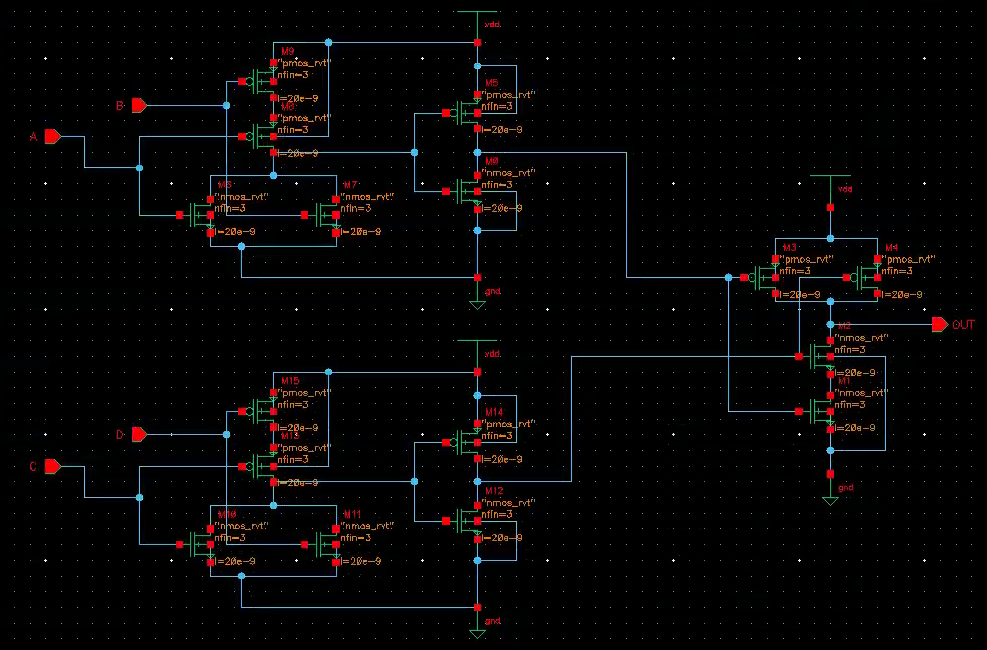 vdd
M9
"pmos_rvt"
nfin=3
l=20e-9
B
"pmos_rvt"
nfin=3
l=20e-9
A
M5
"pmos_rvt"
nfin=3
l=20e-9
M7
"nmos_rvt"
nfin=3
l=20e-9
"nmos_rvt"
nfin=3
l=20e-9
"nmos_rvt"
nfin=3
l=20e-9
gnd
vdd
M3
"pmos_rvt"
nfin=3
l=20e-9
M4
"pmos_rvt"
nfin=3
l=20e-9
OUT
M2
"nmos_rvt"
nfin=3
l=20e-9
M1
"nmos_rvt"
nfin=3
l=20e-9
gnd
vdd
M15
"pmos_rvt"
nfin=3
l=20e-9
D
M13
"pmos_rvt"
nfin=3
l=20e-9
C
M14
"pmos_rvt"
nfin=3
l=20e-9
M12
"nmos_rvt"
nfin=3
l=20e-9
M10
"nmos_rvt"
nfin=3
l=20e-9
M11
"nmos_rvt"
nfin=3
l=20e-9
gnd